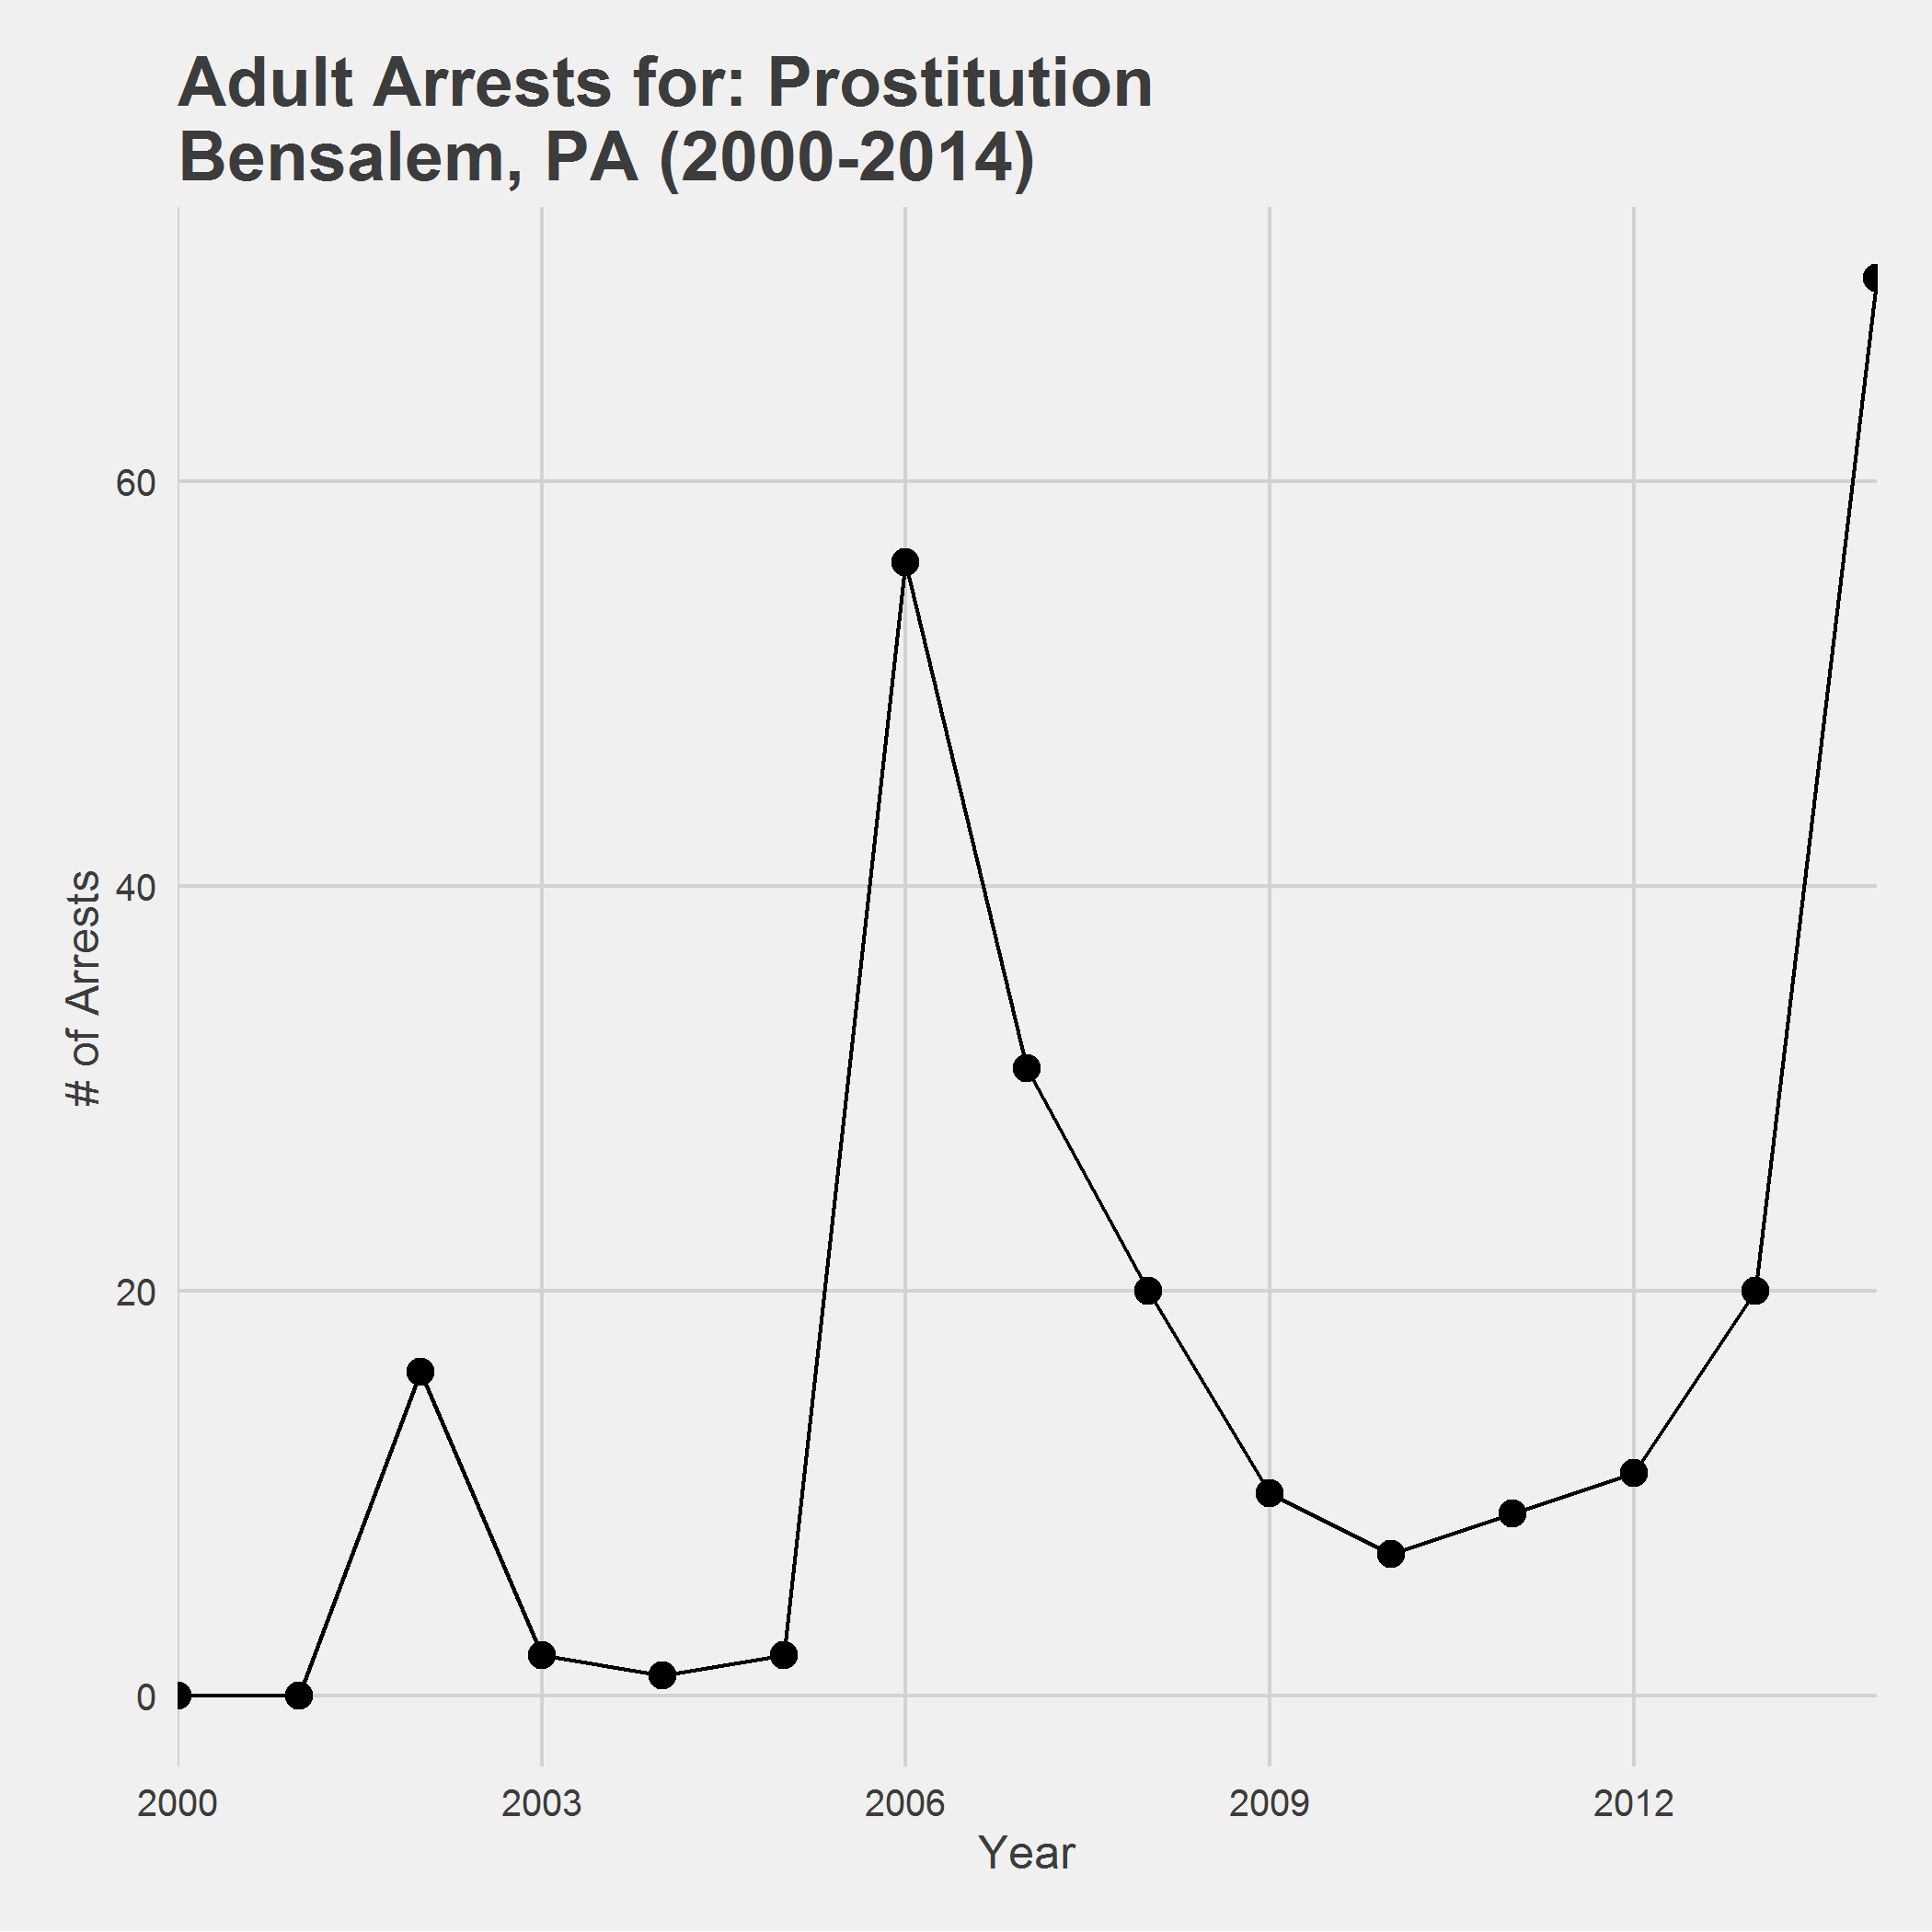 Adult Arrests for: Prostitution
Bensalem, PA (2000-2014)
60
40
20
0
# of Arrests
2000 2003 2006 2009 2012
Year